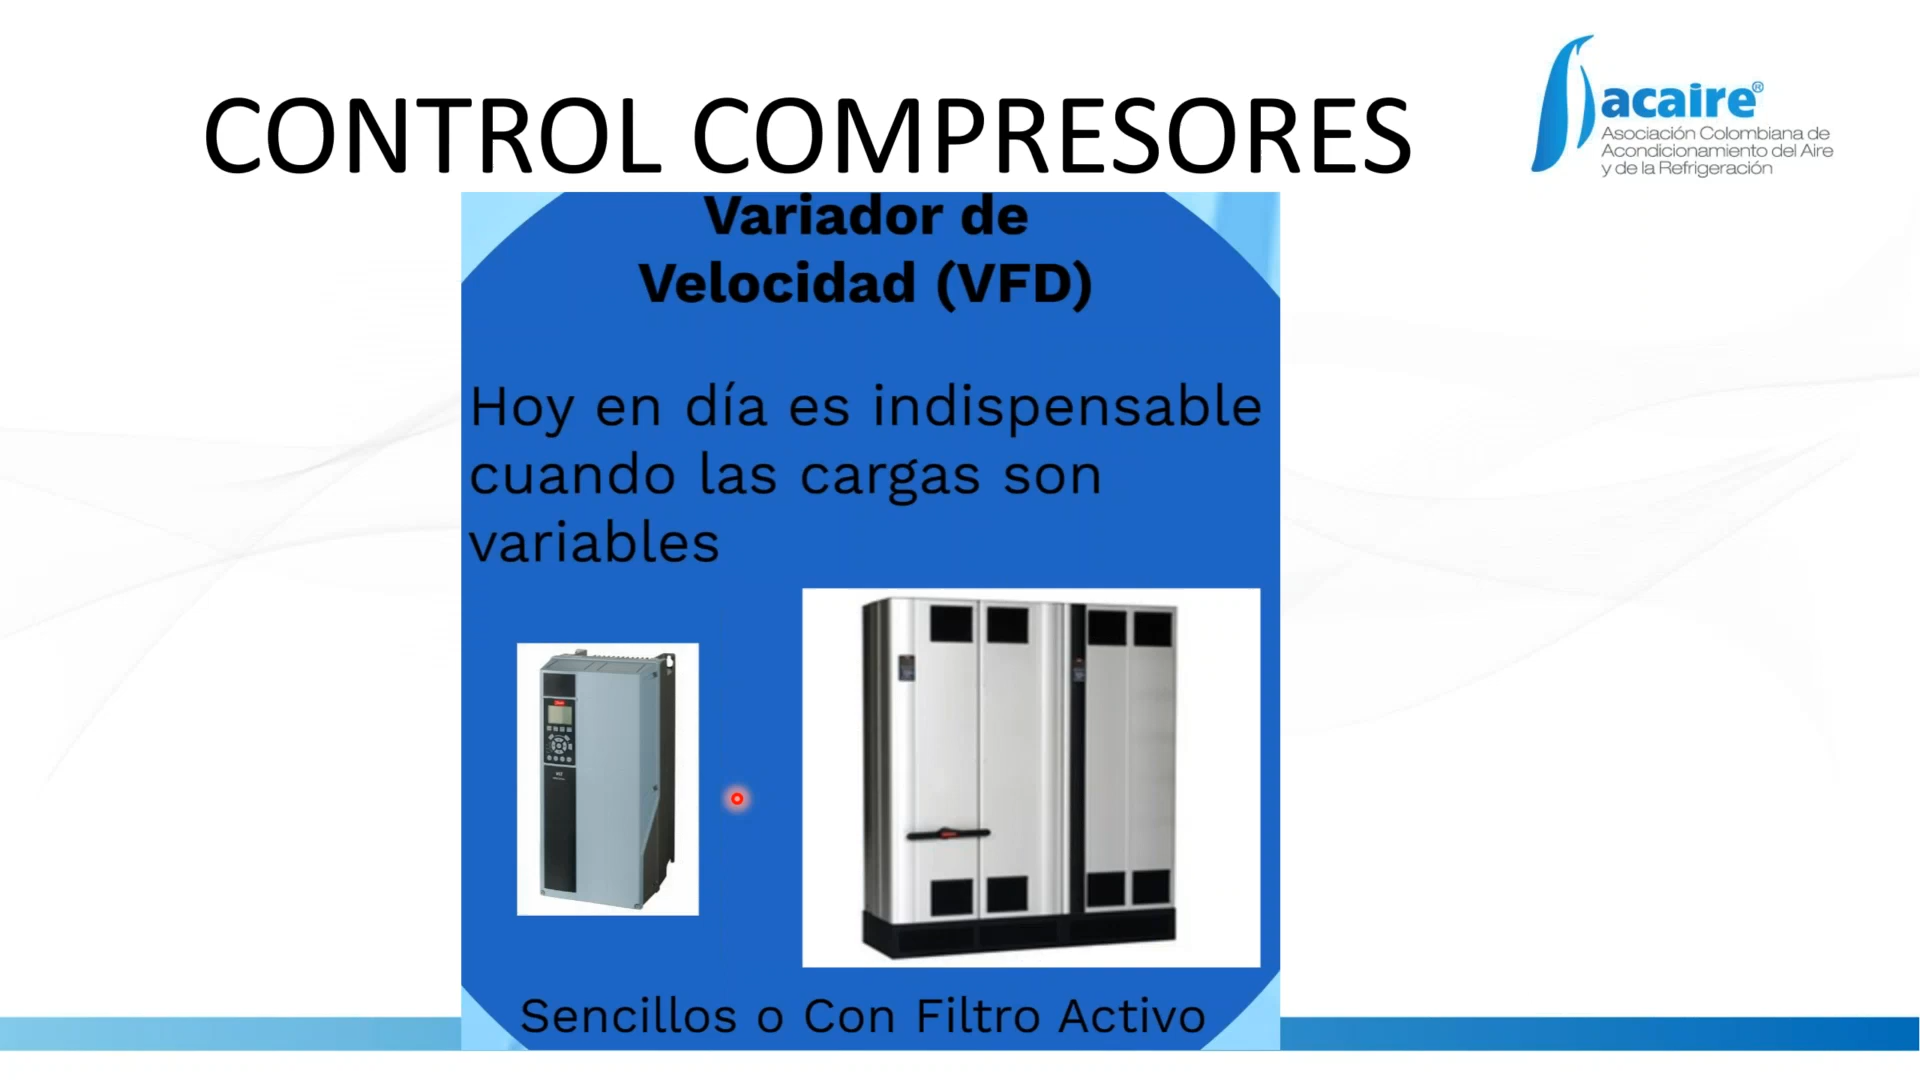 CONTROL COMPRESORES
acaire®
Asociación Colombiana de
Acondicionamiento del Aire
y de la Refrigeración
Variador de
Velocidad (VFD)
Hoy en día es indispensable
cuando las cargas son
variables
Sencillos o Con Filtro Activo